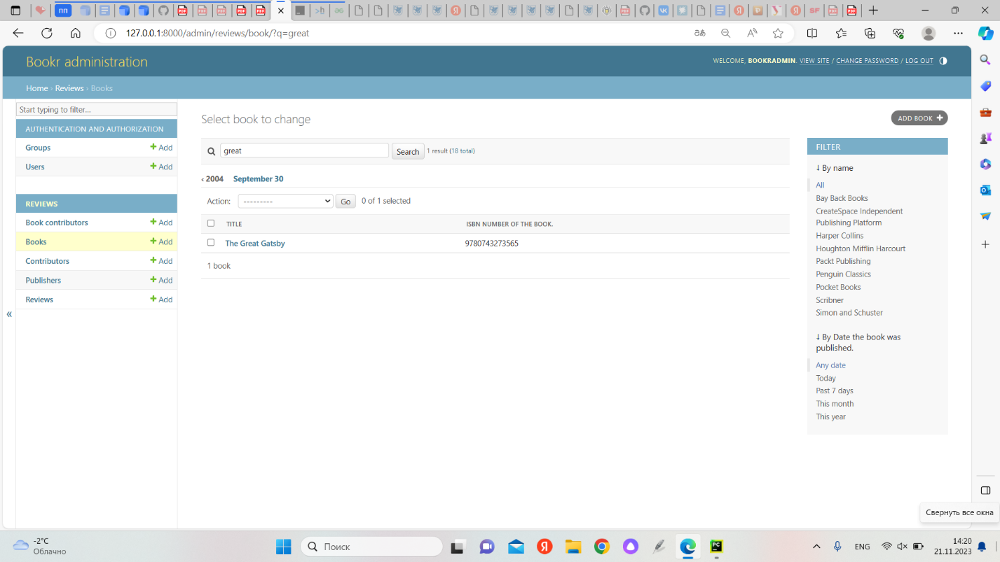 пп
127.0.0.1:8000/admin/reviews/book/?q=great
Bookr administration
WELCOME, BOOKRADMIN. VIEW SITE / CHANGE PASSWORD / LOG OUT
Home › Reviews › Books
Start typing to filter...
AUTHENTICATION AND AUTHORIZATION
Groups + Add
Users + Add
REVIEWS
Book contributors + Add
Books + Add
Contributors + Add
Publishers + Add
Reviews + Add
«
Select book to change
ADD BOOK +
great Search 1 result (18 total)
‹ 2004 September 30
Action: --------- Go 0 of 1 selected
TITLE ISBN NUMBER OF THE BOOK.
The Great Gatsby 9780743273565
1 book
FILTER
↓ By name
All
Bay Back Books
CreateSpace Independent
Publishing Platform
Harper Collins
Houghton Mifflin Harcourt
Packt Publishing
Penguin Classics
Pocket Books
Scribner
Simon and Schuster
↓ By Date the book was
published.
Any date
Today
Past 7 days
This month
This year
Свернуть все окна
-2°C
Облачно
Поиск
ENG
14:20
21.11.2023